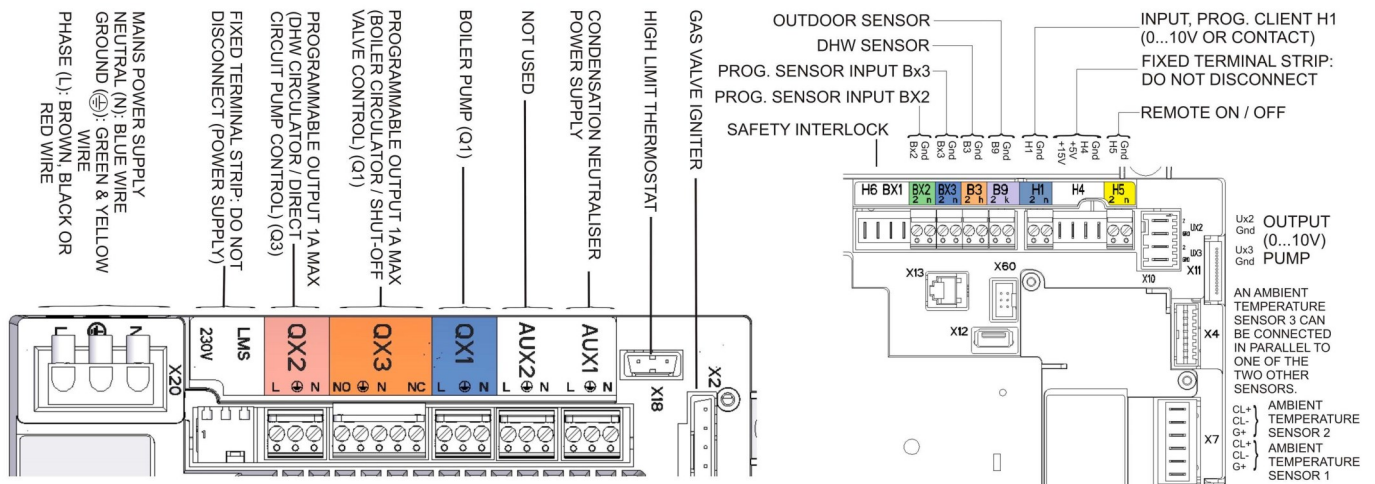 MAINS POWER SUPPLY
NEUTRAL (N): BLUE WIRE
GROUND (⏚): GREEN & YELLOW
WIRE
PHASE (L): BROWN, BLACK OR
RED WIRE
FIXED TERMINAL STRIP: DO NOT
DISCONNECT (POWER SUPPLY)
PROGRAMMABLE OUTPUT 1A MAX
(DHW CIRCULATOR / DIRECT
CIRCUIT PUMP CONTROL) (Q3)
PROGRAMMABLE OUTPUT 1A MAX
(BOILER CIRCULATOR / SHUT-OFF
VALVE CONTROL) (Q1)
BOILER PUMP (Q1)
NOT USED
CONDENSATION NEUTRALISER
POWER SUPPLY
HIGH LIMIT THERMOSTAT
GAS VALVE IGNITER
L ⏚ N
X20
LMS
230V
QX2
L ⏚ N
QX3
NO ⏚ N NC
QX1
L ⏚ N
AUX2
L ⏚ N
AUX1
L ⏚ N
X18
X2
1
OUTDOOR SENSOR
DHW SENSOR
PROG. SENSOR INPUT Bx3
PROG. SENSOR INPUT BX2
SAFETY INTERLOCK
INPUT, PROG. CLIENT H1
(0...10V OR CONTACT)
FIXED TERMINAL STRIP:
DO NOT DISCONNECT
REMOTE ON / OFF
Gnd
Bx2
Gnd
Bx3
Gnd
B3
Gnd
B9
Gnd
H1
Gnd
H4
+5V
+15V
Gnd
H5
H6 BX1 BX2 BX3 B3 B9 H1 H4 H5
2 n 2 n 2 h 2 k 2 n 2 n
UX2
UX3
X10
X11
X13
X60
X12
X4
X7
Ux2
Gnd
Ux3
Gnd
OUTPUT
(0...10V)
PUMP
AN AMBIENT
TEMPERATURE
SENSOR 3 CAN
BE CONNECTED
IN PARALLEL TO
ONE OF THE
TWO OTHER
SENSORS.
CL+
CL-
G+
AMBIENT
TEMPERATURE
SENSOR 2
CL+
CL-
G+
AMBIENT
TEMPERATURE
SENSOR 1